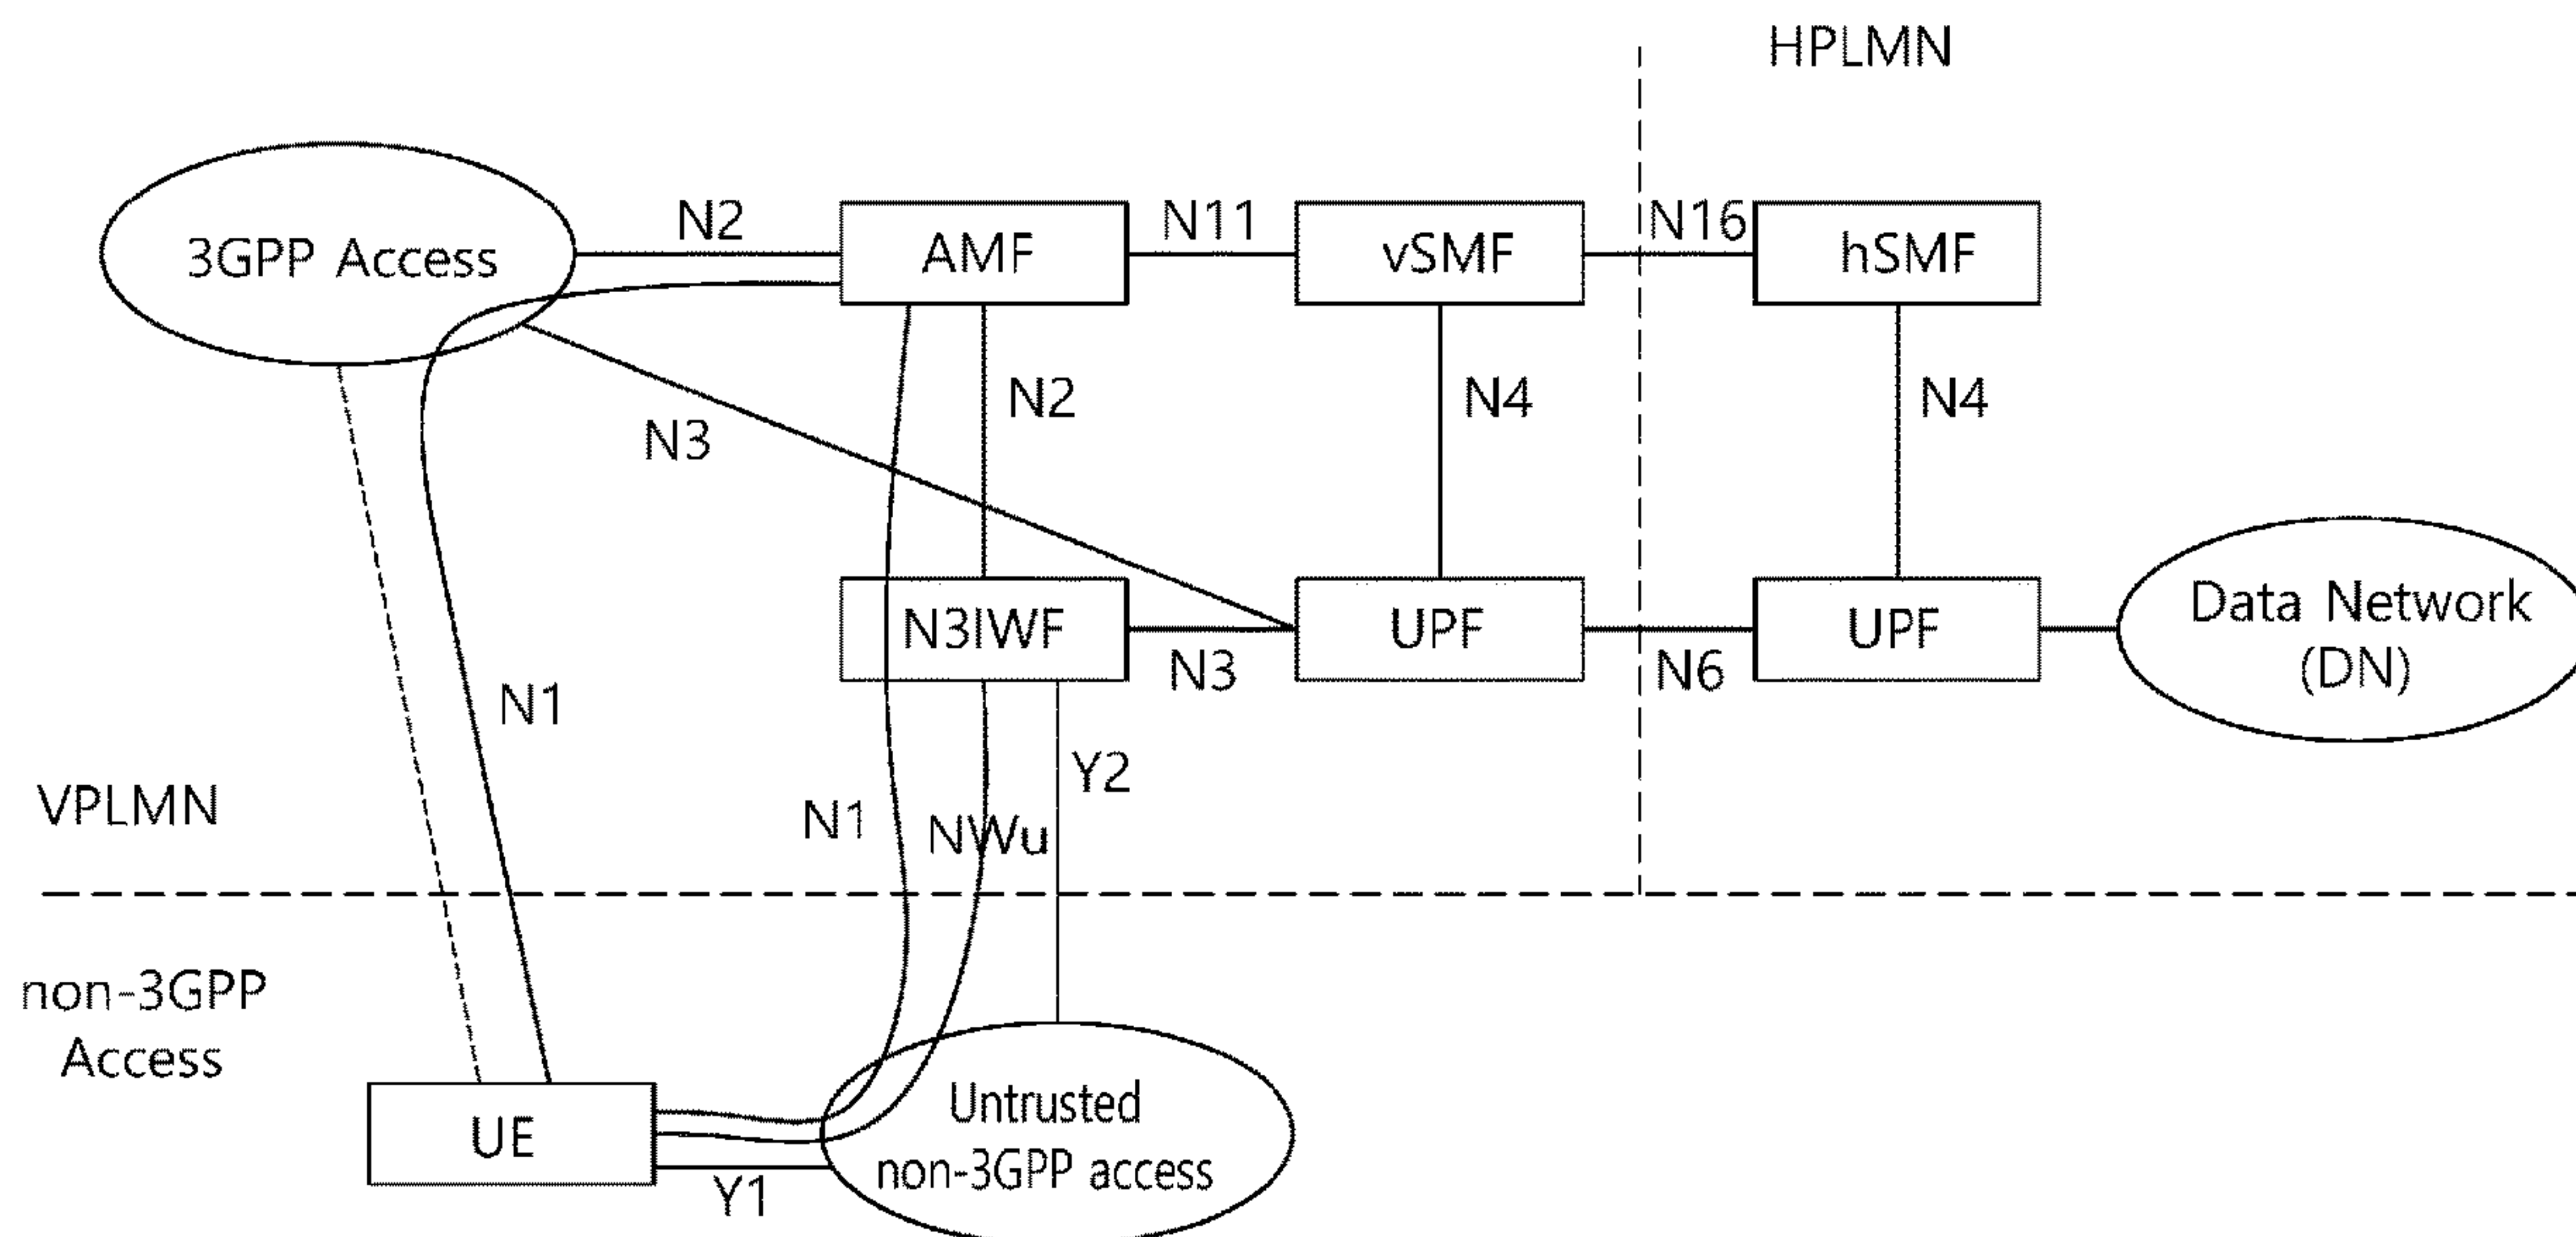 HPLMN
3GPP Access
N2
AMF
N11
vSMF
N16
hSMF
N3
N2
N4
N4
N3IWF
N3
UPF
N6
UPF
Data Network
(DN)
N1
VPLMN
N1
NWu
Y2
non-3GPP
Access
UE
Y1
Untrusted
non-3GPP access